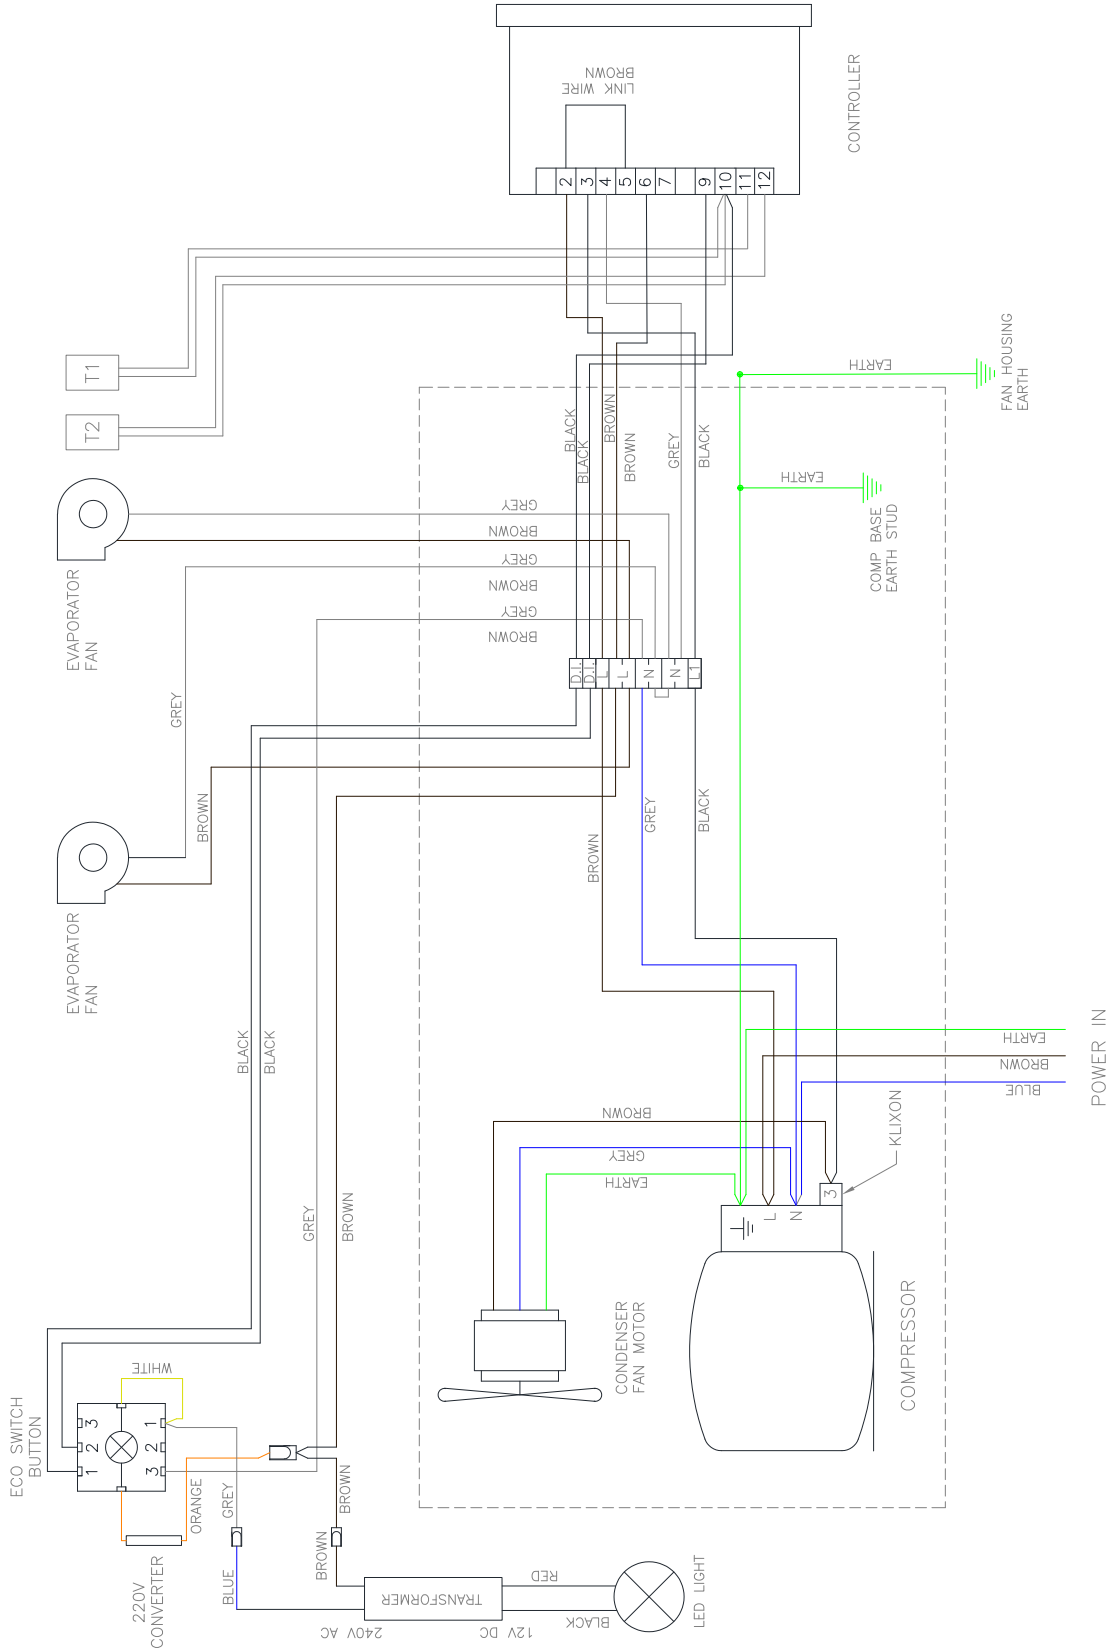 BROWN
LINK WIRE
CONTROLLER
2
3
4
5
6
7
9
10
11
12
T1
T2
FAN HOUSING
EARTH
EARTH
BLACK
BLACK
BROWN
BROWN
GREY
BLACK
EARTH
COMP BASE
EARTH STUD
GREY
BROWN
GREY
BROWN
GREY
BROWN
EVAPORATOR
FAN
D.I.
D.I.
L
L
N
N
L1
GREY
BROWN
EVAPORATOR
FAN
BROWN
GREY
BLACK
BLACK
BLACK
EARTH
BROWN
BLUE
POWER IN
BROWN
GREY
EARTH
KLIXON
3
L
N
GREY
BROWN
CONDENSER
FAN MOTOR
COMPRESSOR
WHITE
ECO SWITCH
BUTTON
3
2
1
1
2
3
ORANGE
GREY
BROWN
220V
CONVERTER
BLUE
BROWN
TRANSFORMER
240V AC
12V DC
RED
BLACK
LED LIGHT